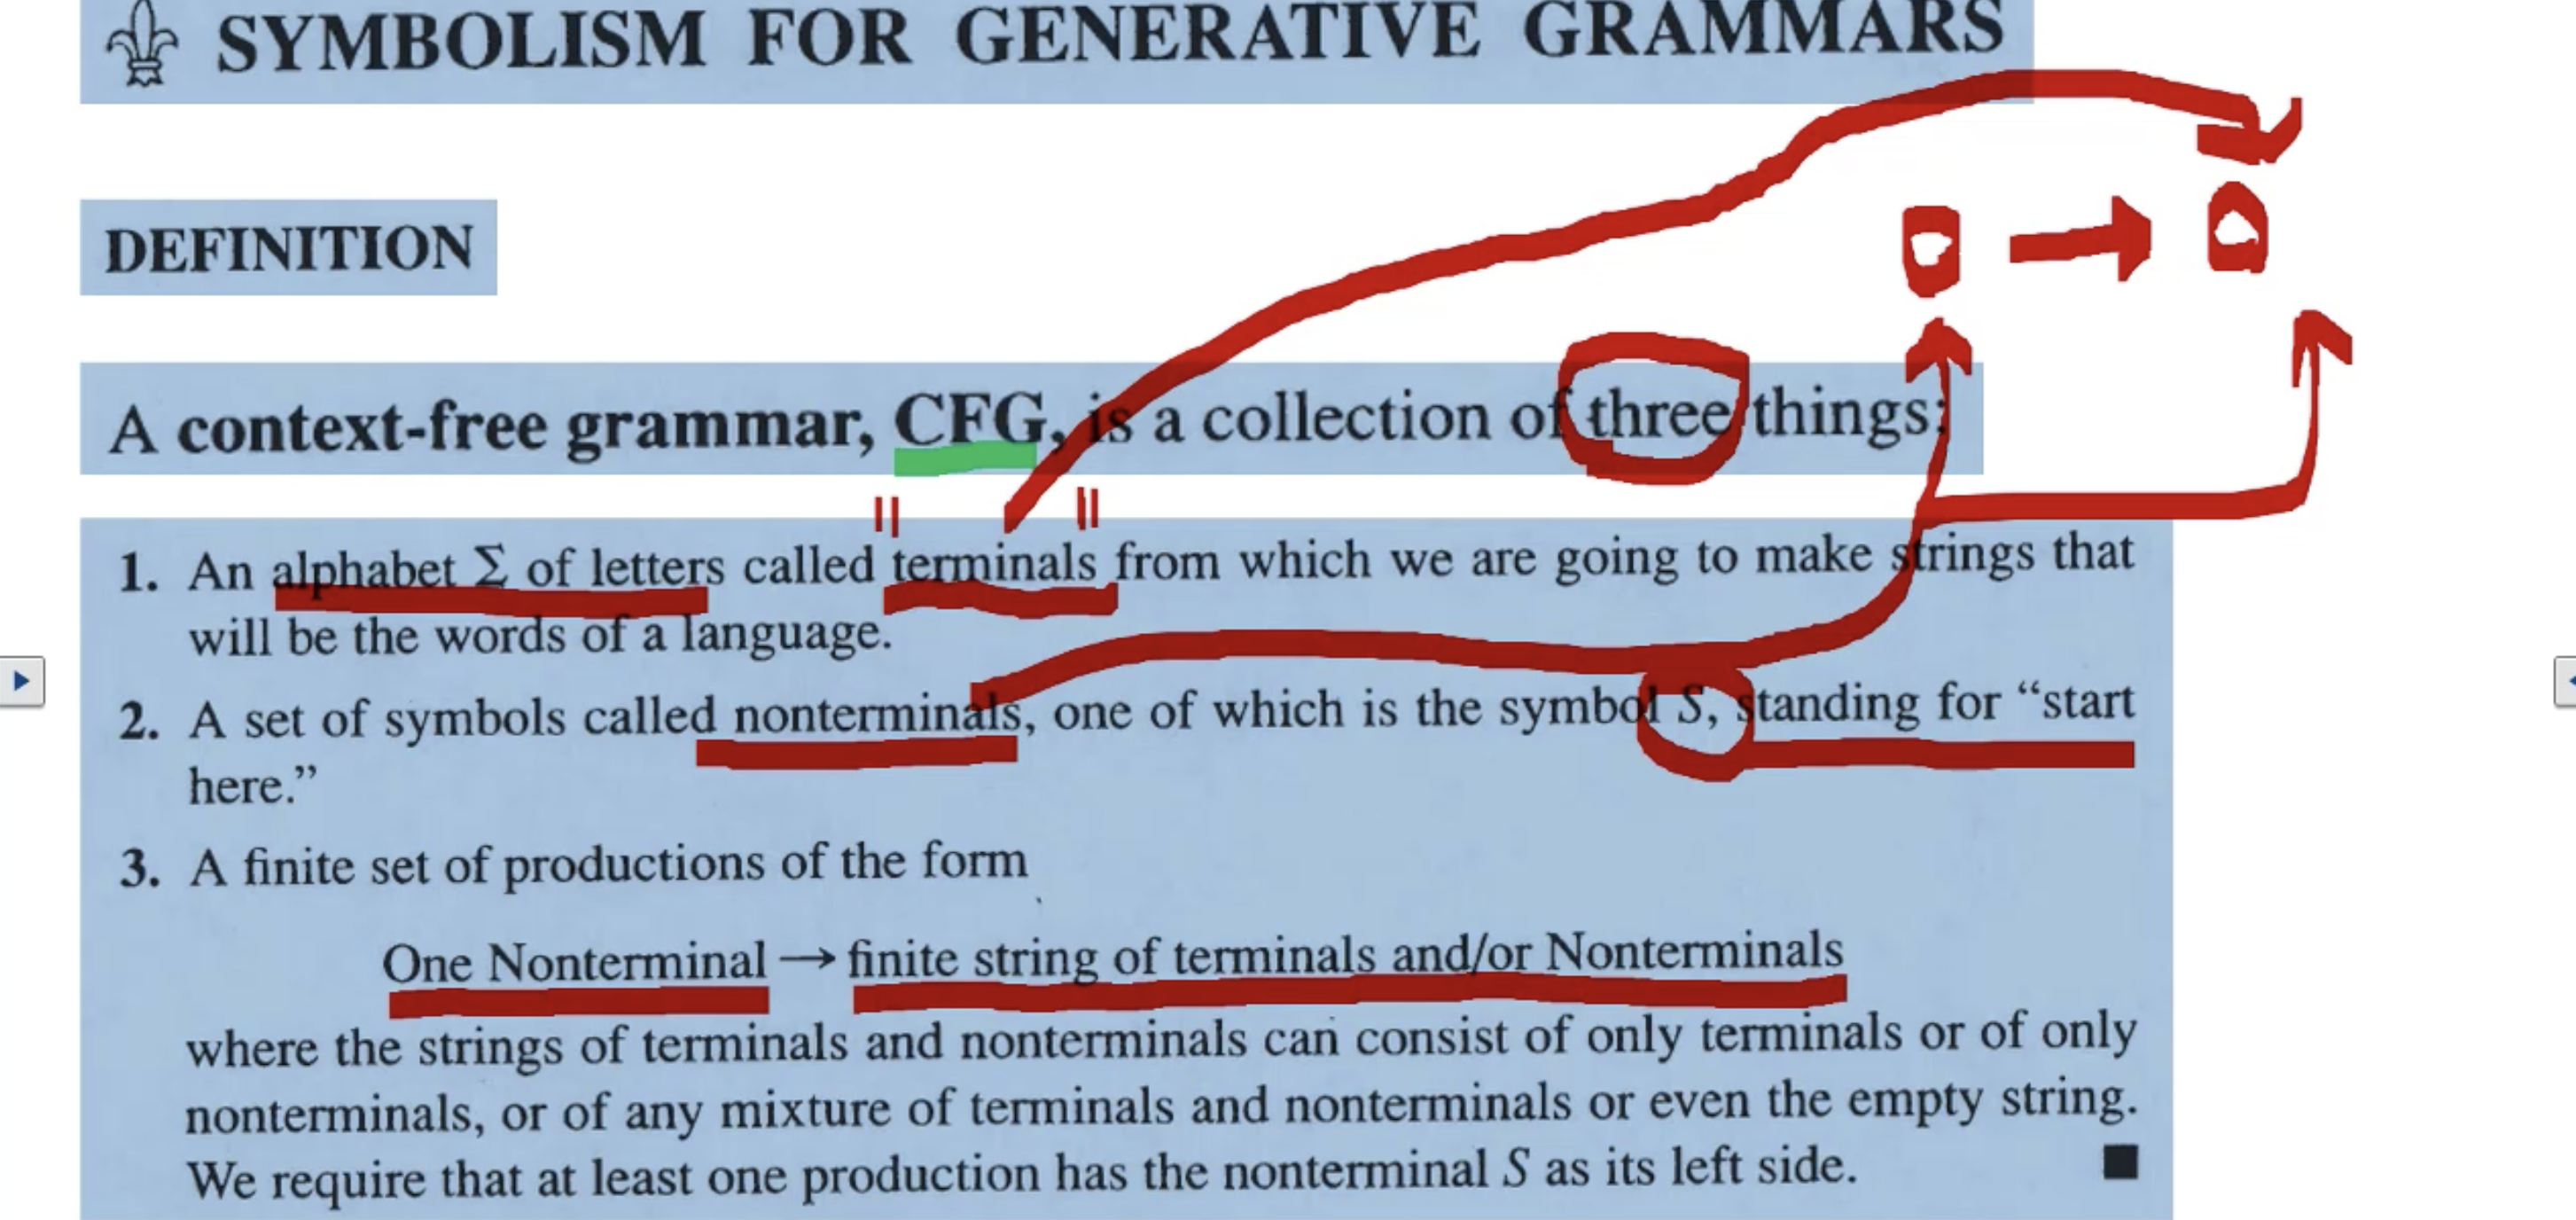 SYMBOLISM FOR GENERATIVE GRAMMARS
DEFINITION
A context-free grammar, CFG, is a collection of three things:
1. An alphabet Σ of letters called terminals from which we are going to make strings that
will be the words of a language.
2. A set of symbols called nonterminals, one of which is the symbol S, standing for “start
here.”
3. A finite set of productions of the form
One Nonterminal → finite string of terminals and/or Nonterminals
where the strings of terminals and nonterminals can consist of only terminals or of only
nonterminals, or of any mixture of terminals and nonterminals or even the empty string.
We require that at least one production has the nonterminal S as its left side.